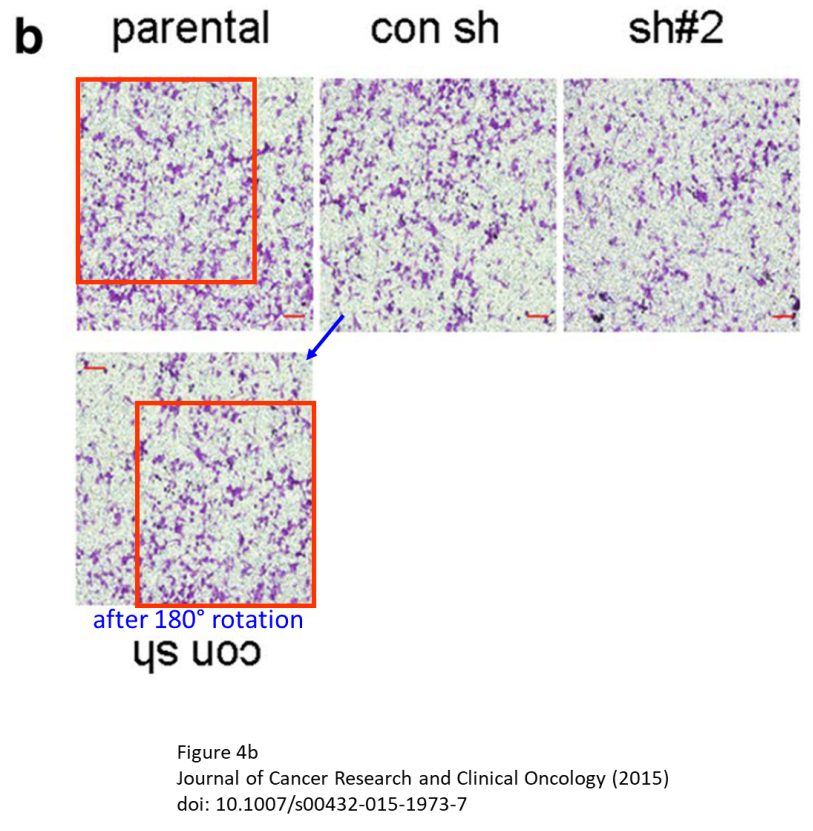 b
parental
con sh
sh#2
after 180° rotation
con sh
Figure 4b
Journal of Cancer Research and Clinical Oncology (2015)
doi: 10.1007/s00432-015-1973-7